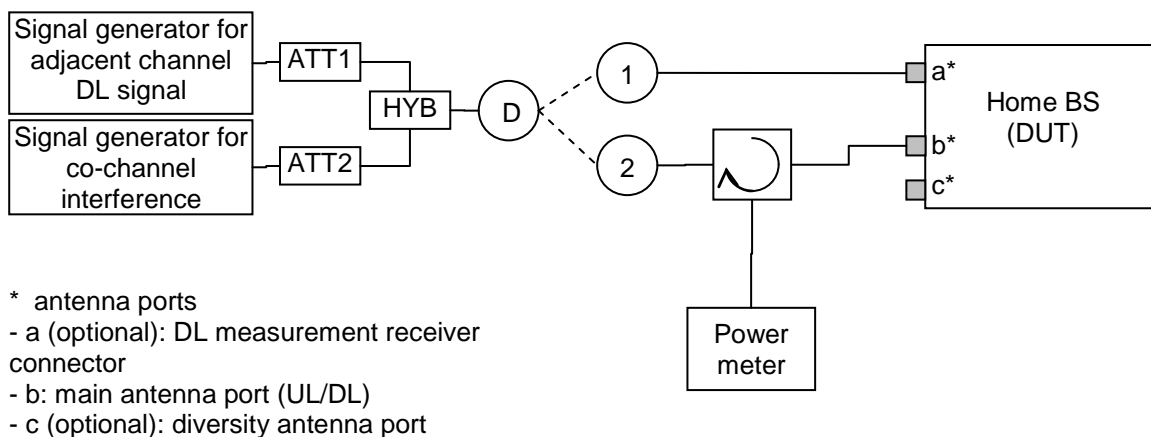 Signal generator for
adjacent channel
DL signal
ATT1
HYB
D
1
2
Signal generator for
co-channel
interference
ATT2
a*
b*
c*
Home BS
(DUT)
Power
meter
* antenna ports
- a (optional): DL measurement receiver
connector
- b: main antenna port (UL/DL)
- c (optional): diversity antenna port